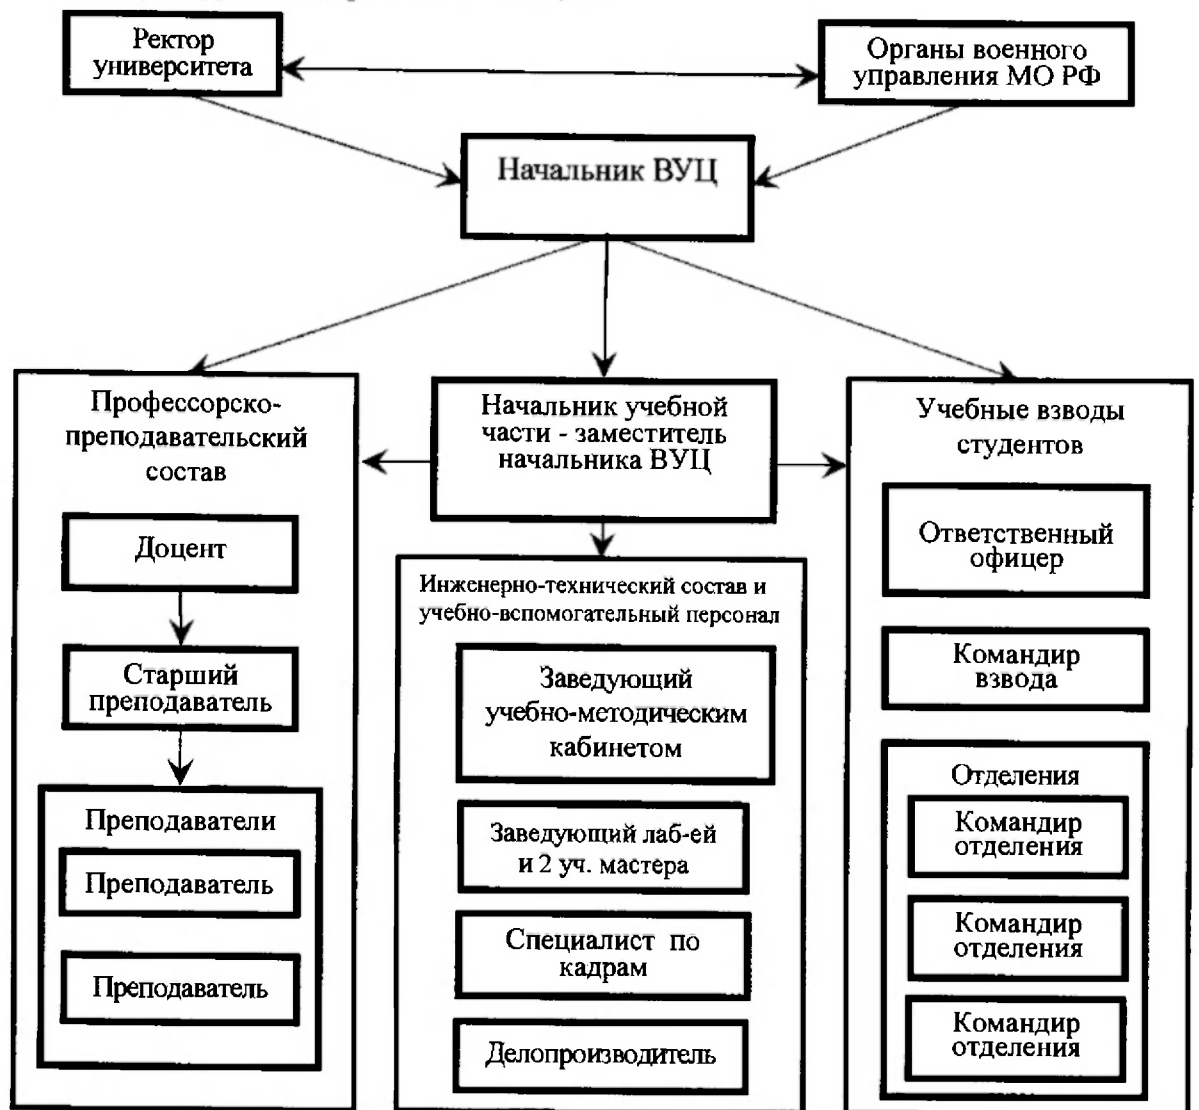 Ректор
университета
Органы военного
управления МО РФ
Начальник ВУЦ
Профессорско-
преподавательский
состав
Доцент
Старший
преподаватель
Преподаватели
Преподаватель
Преподаватель
Начальник учебной
части - заместитель
начальника ВУЦ
Инженерно-технический состав и
учебно-вспомогательный персонал
Заведующий
учебно-методическим
кабинетом
Заведующий лаб-ей
и 2 уч. мастера
Специалист по
кадрам
Делопроизводитель
Учебные взводы
студентов
Ответственный
офицер
Командир
взвода
Отделения
Командир
отделения
Командир
отделения
Командир
отделения